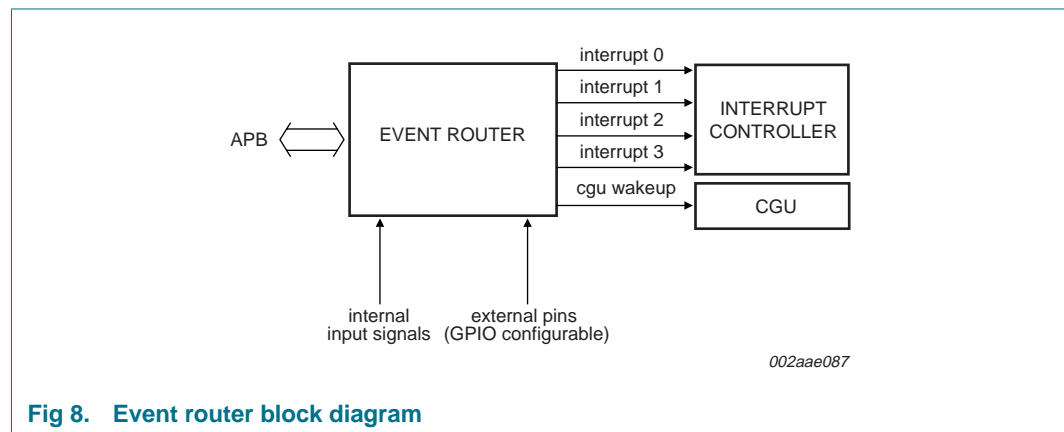 interrupt 0
interrupt 1
interrupt 2
interrupt 3
cgu wakeup
APB
EVENT ROUTER
INTERRUPT
CONTROLLER
CGU
internal
input signals
external pins
(GPIO configurable)
002aae087
Fig 8. Event router block diagram